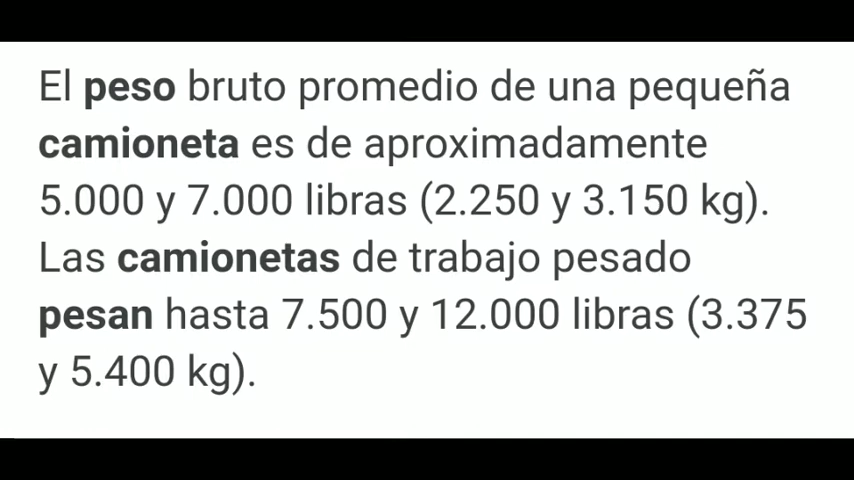 El peso bruto promedio de una pequeña
camioneta es de aproximadamente
5.000 y 7.000 libras (2.250 y 3.150 kg).
Las camionetas de trabajo pesado
pesan hasta 7.500 y 12.000 libras (3.375
y 5.400 kg).